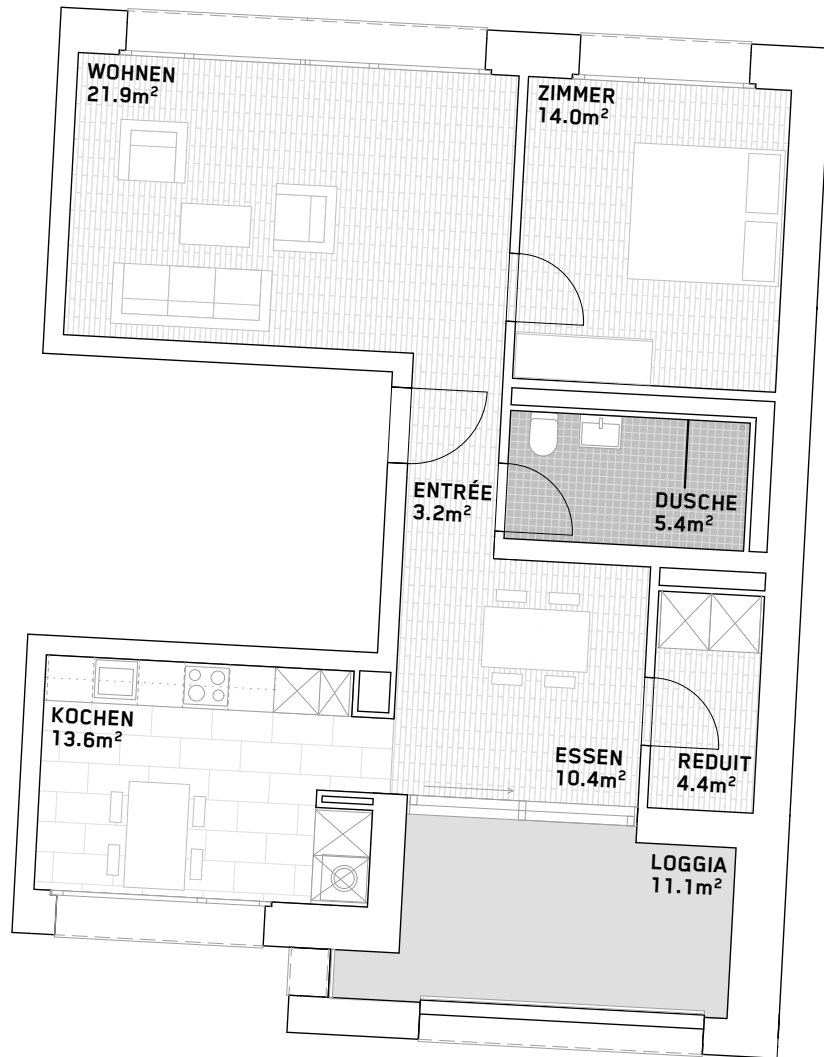 WOHNEN
21.9m²
ZIMMER
14.0m²
ENTRÉE
3.2m²
DUSCHE
5.4m²
KOCHEN
13.6m²
ESSEN
10.4m²
REDUIT
4.4m²
LOGGIA
11.1m²